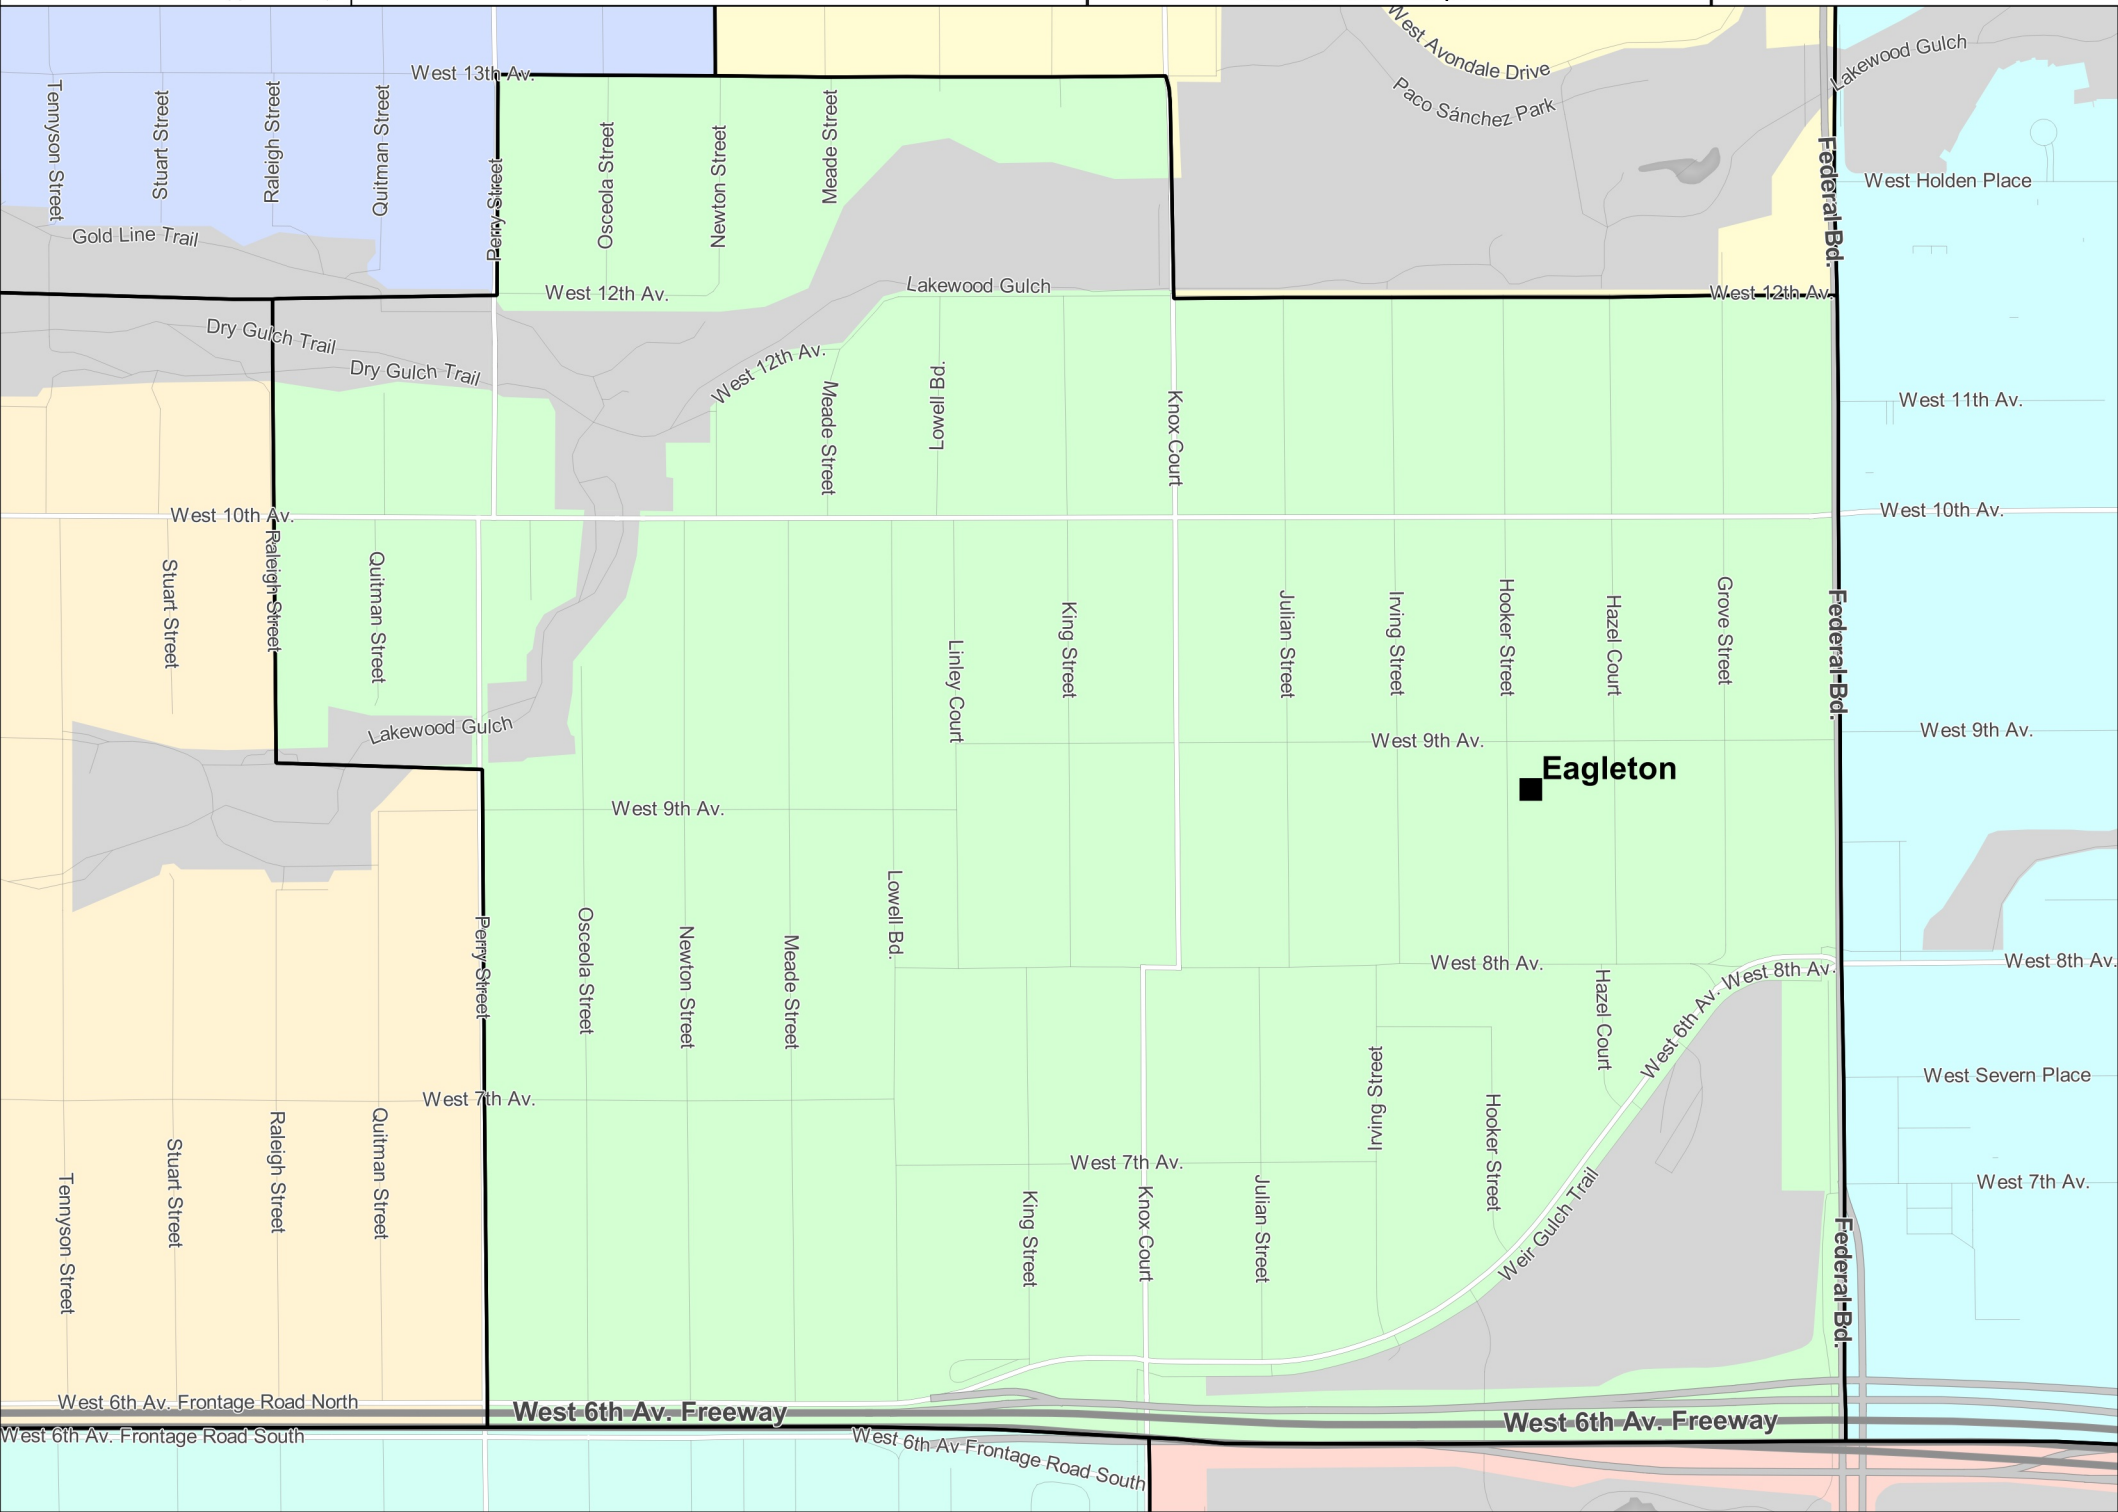 West Avondale Drive
Lakewood Gulch
West 13th Av.
Paco Sánchez Park
Tennyson Street
Stuart Street
Raleigh Street
Quitman Street
Perry Street
Osceola Street
Newton Street
Meade Street
Federal Bd.
West Holden Place
Gold Line Trail
Lakewood Gulch
West 12th Av.
West 12th Av.
Dry Gulch Trail
Dry Gulch Trail
West 12th Av.
Meade Street
Lowell Bd.
Knox Court
West 11th Av.
West 10th Av.
West 10th Av.
Stuart Street
Raleigh Street
Quitman Street
Linley Court
King Street
Julian Street
Irving Street
Hooker Street
Hazel Court
Grove Street
Federal Bd.
Lakewood Gulch
West 9th Av.
West 9th Av.
Eagleton
West 9th Av.
Perry Street
Osceola Street
Newton Street
Meade Street
Lowell Bd.
West 8th Av.
West 8th Av.
West 8th Av.
Hazel Court
West 6th Av.
West Severn Place
West 7th Av.
Irving Street
Hooker Street
West 7th Av.
West 7th Av.
Tennyson Street
Stuart Street
Raleigh Street
Quitman Street
King Street
Knox Court
Julian Street
Weir Gulch Trail
Federal Bd.
West 6th Av. Frontage Road North
West 6th Av. Freeway
West 6th Av. Freeway
West 6th Av. Frontage Road South
West 6th Av Frontage Road South